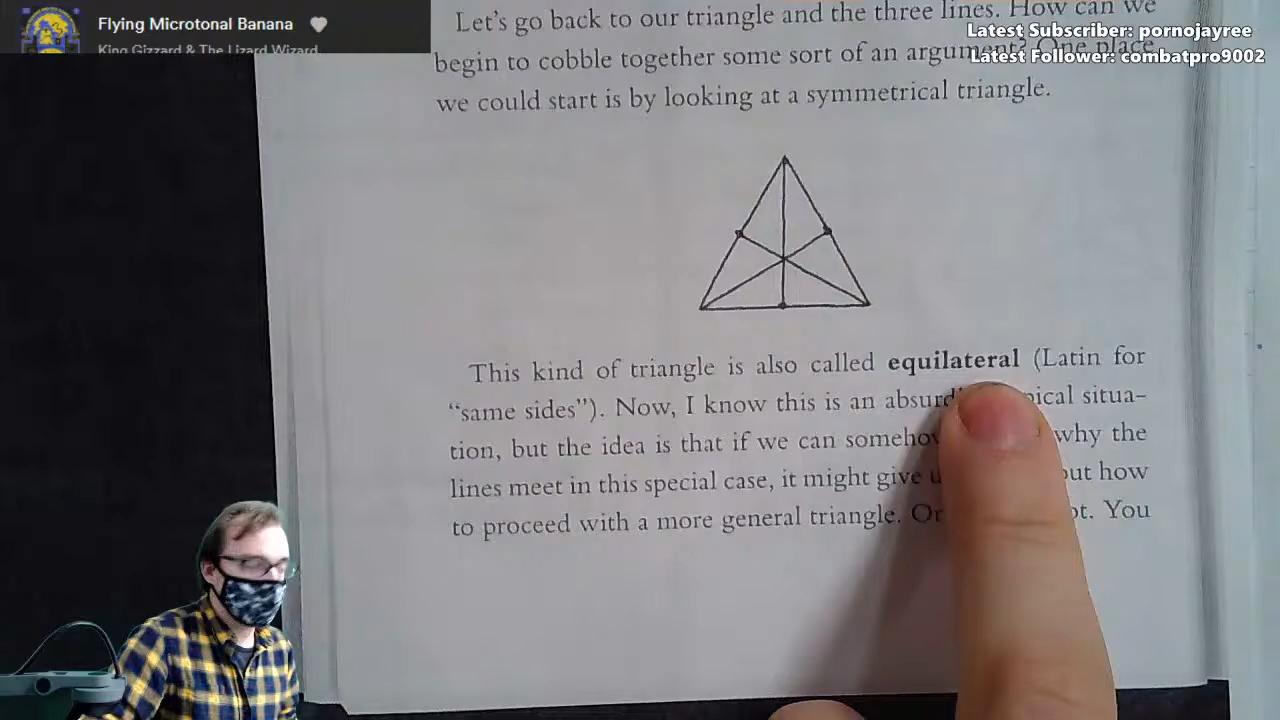 Flying Microtonal Banana
King Gizzard & The Lizard Wizard
Latest Subscriber: pornojayree
Latest Follower: combatpro9002
Let's go back to our triangle and the three lines. How can we
begin to cobble together some sort of an argument? One place
we could start is by looking at a symmetrical triangle.
This kind of triangle is also called equilateral (Latin for
"same sides"). Now, I know this is an absurd pical situa-
tion, but the idea is that if we can somehow why the
lines meet in this special case, it might give out how
to proceed with a more general triangle. Or You